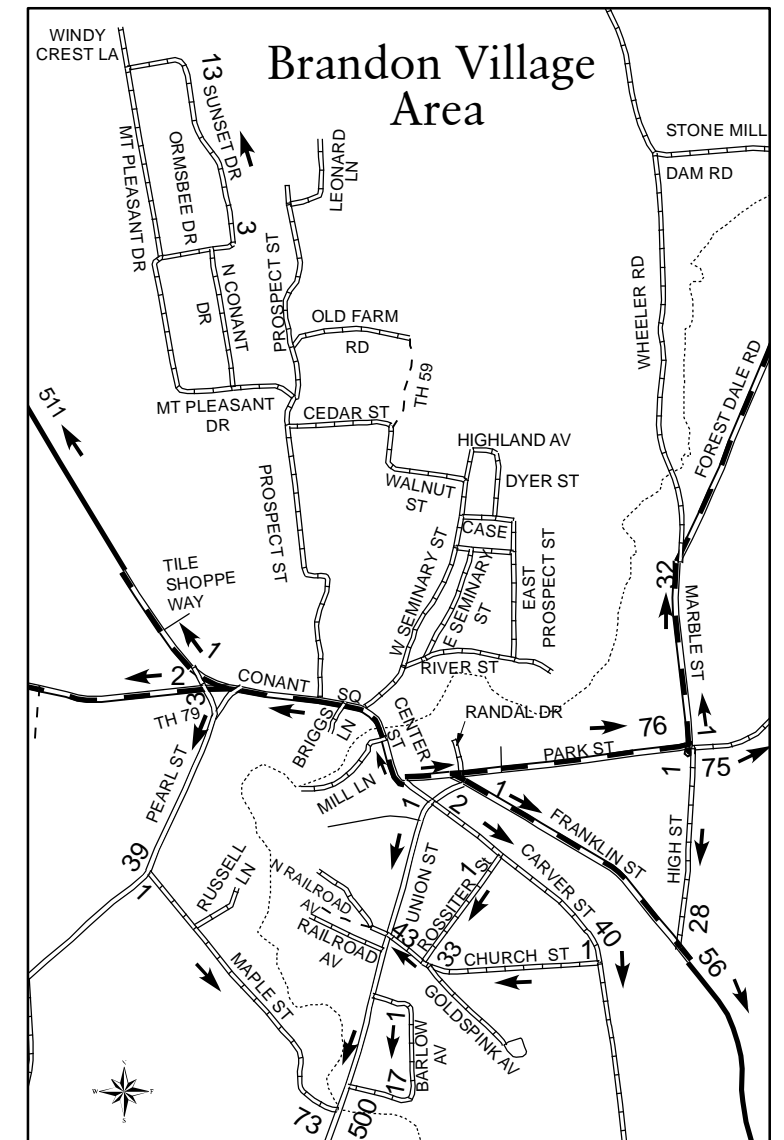 Brandon Village
Area
WINDY
CREST LA
13
SUNSET DR
ORMSBEE DR
MT PLEASANT DR
3
N CONANT
DR
LEONARD
LN
PROSPECT ST
OLD FARM
RD
TH 59
MT PLEASANT
DR
CEDAR ST
STONE MILL
DAM RD
WHEELER RD
FOREST DALE RD
HIGHLAND AV
DYER ST
WALNUT
ST
CASE
W SEMINARY ST
E SEMINARY
ST
EAST
PROSPECT ST
PROSPECT ST
511
TILE
SHOPPE
WAY
1
2
3
TH 79
CONANT
SQ
BRIGGS
LN
CENTER
ST
RIVER ST
RANDAL DR
32
MARBLE ST
1
76
PARK ST
1
75
MILL LN
1
2
1
FRANKLIN ST
HIGH ST
28
56
PEARL ST
39
1
RUSSELL
LN
MAPLE ST
73
N RAILROAD
AV
RAILROAD
AV
UNION ST
43
ROSSITER St
1
33
CARVER ST
40
1
CHURCH ST
GOLDSPINK AV
1
BARLOW
AV
17
500
N
W
E
S